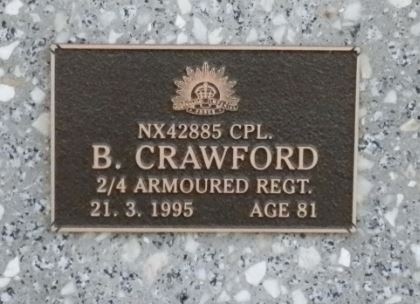 NX42885 CPL.
B. CRAWFORD
2/4 ARMOURED REGT.
21. 3. 1995 AGE 81